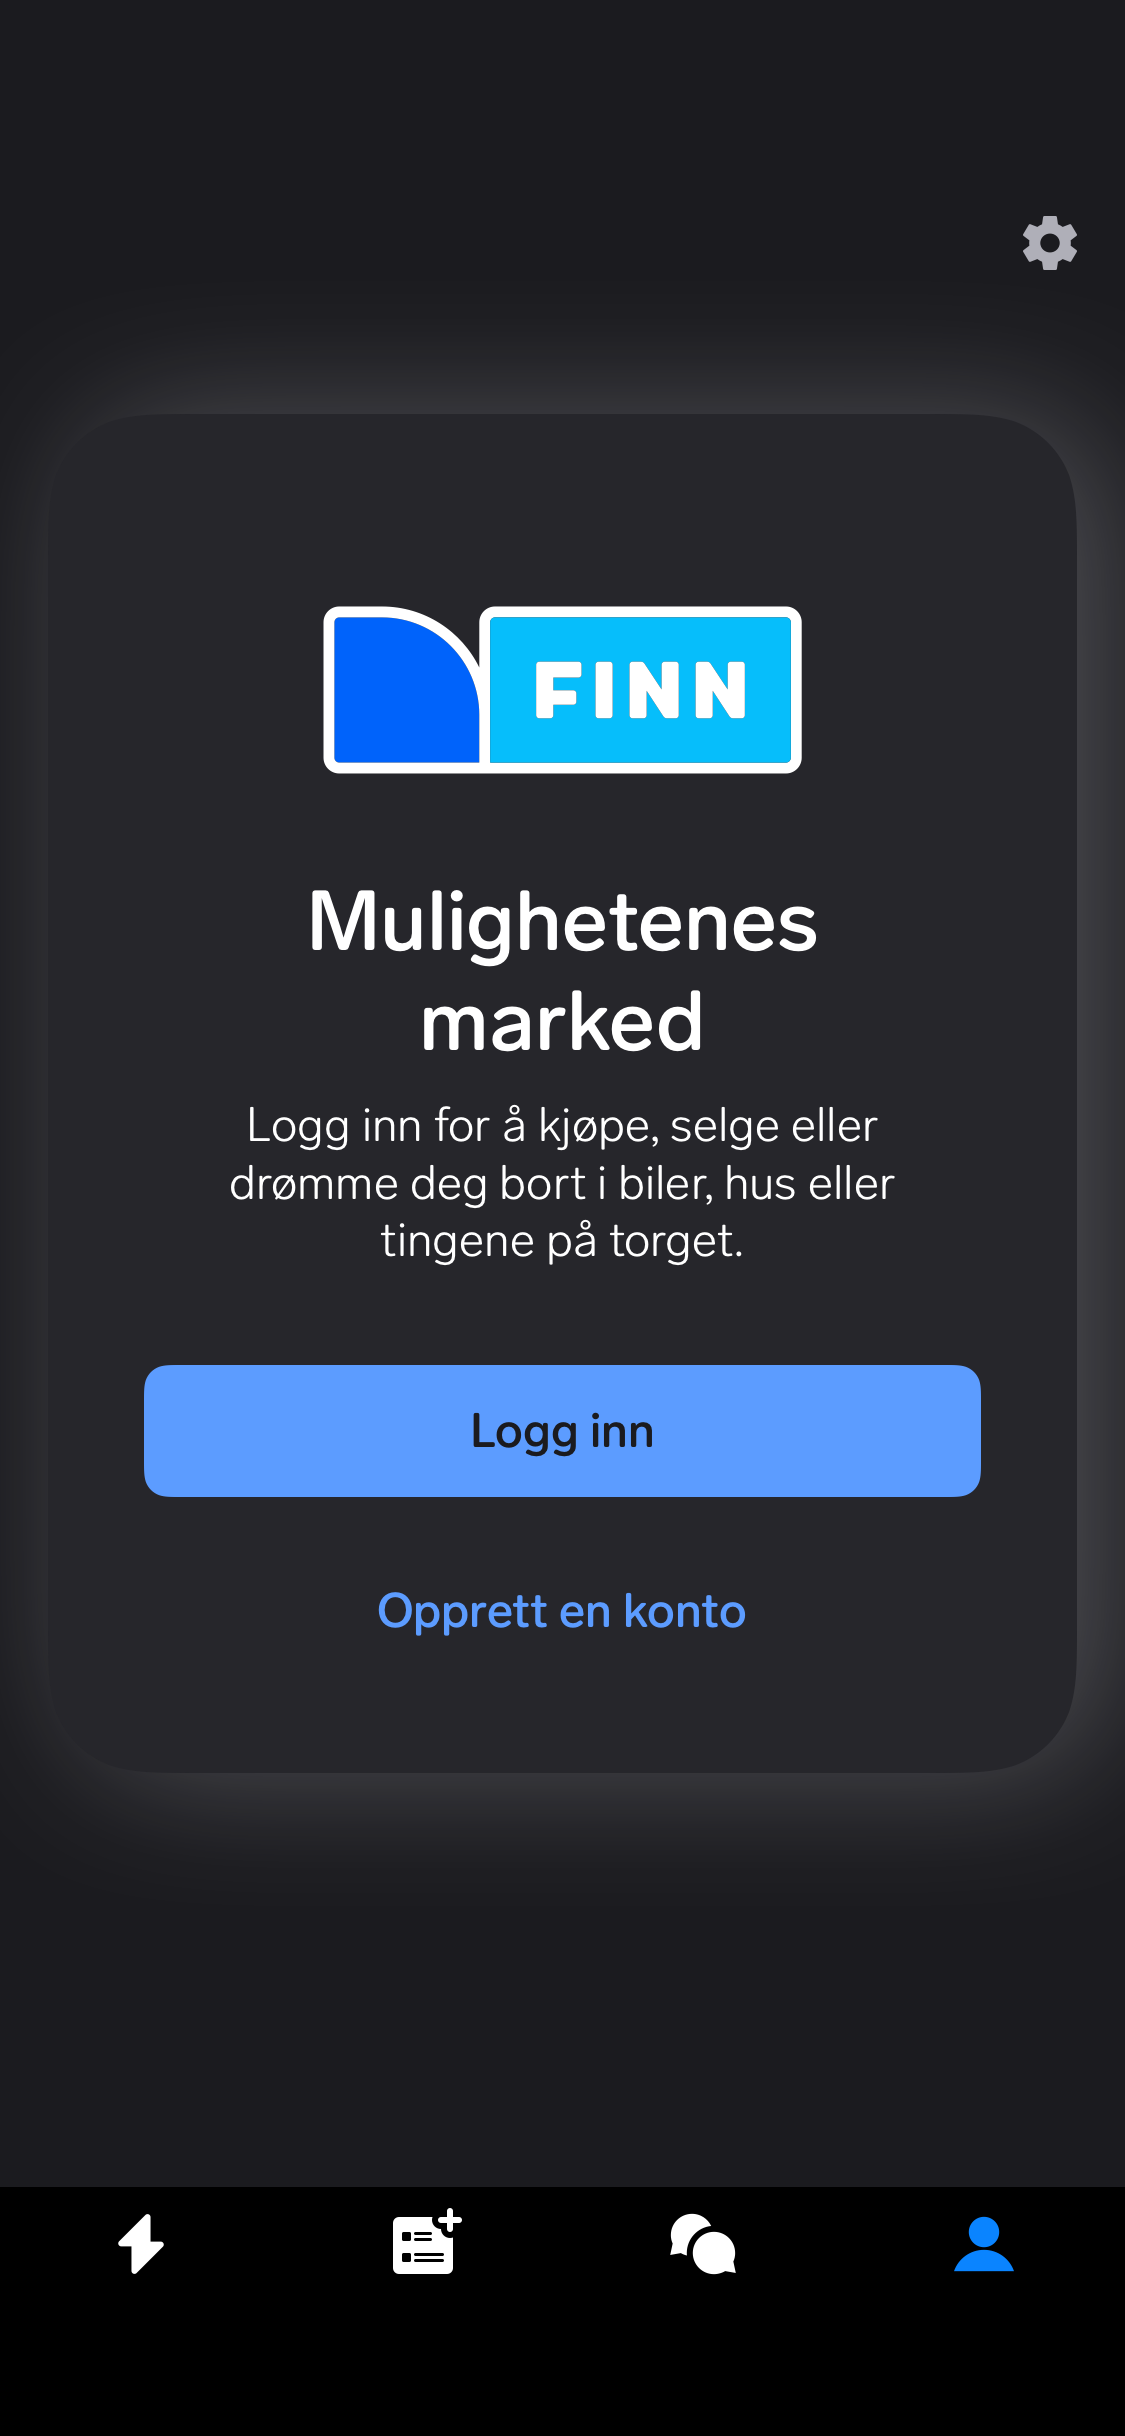 FINN
Mulighetenes
marked
Logg inn for å kjøpe, selge eller
drømme deg bort i biler, hus eller
tingene på torget.
Logg inn
Opprett en konto